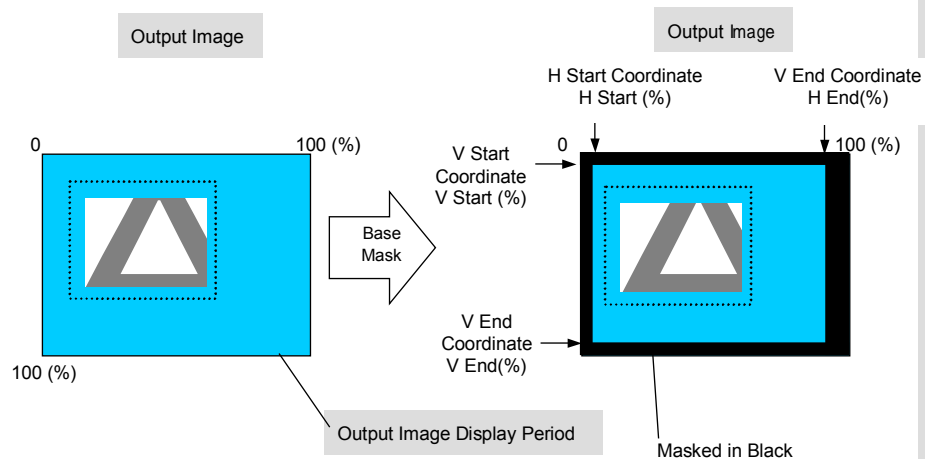 Output Image
Output Image
H Start Coordinate
H Start (%)
V End Coordinate
H End(%)
0
100 (%)
0
100 (%)
V Start
Coordinate
V Start (%)
Base
Mask
V End
Coordinate
V End(%)
100 (%)
Output Image Display Period
Masked in Black